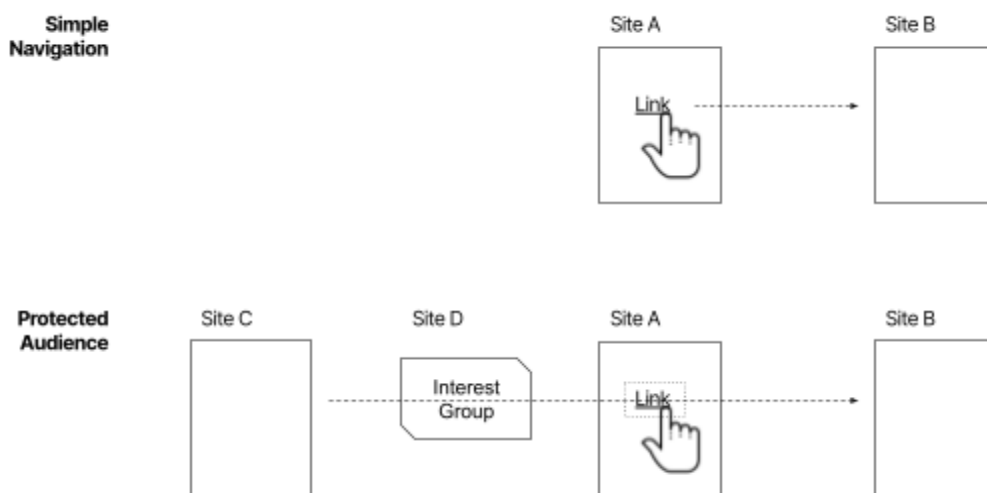 Simple
Navigation
Site A
Site B
Link
Protected
Audience
Site C
Site D
Site A
Site B
Interest
Group
Link